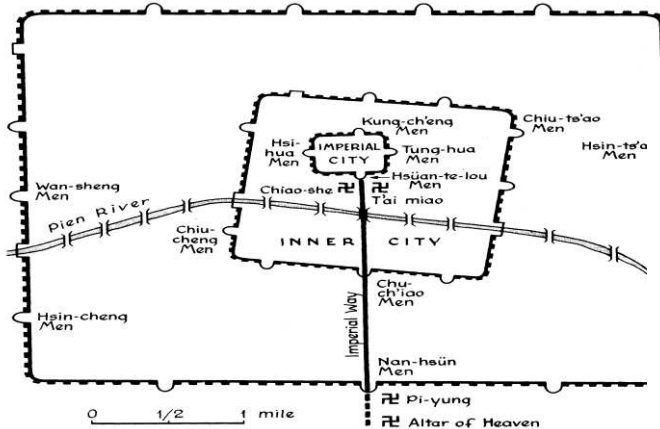 Kung-ch'eng
Men
Chiu-ts'ao
Men
Hsi-
hua
Men
IMPERIAL
CITY
Tung-hua
Men
Hsin-ts'a
Men
Hsüan-te-lou
Men
Wan-sheng
Men
Chiao-she
T'ai miao
Pien River
Chiu-
cheng
Men
INNER CITY
Chu-
ch'iao
Men
Hsin-cheng
Men
Imperial Way
Nan-hsün
Men
0 1/2 1 mile
Pi-yung
Altar of Heaven